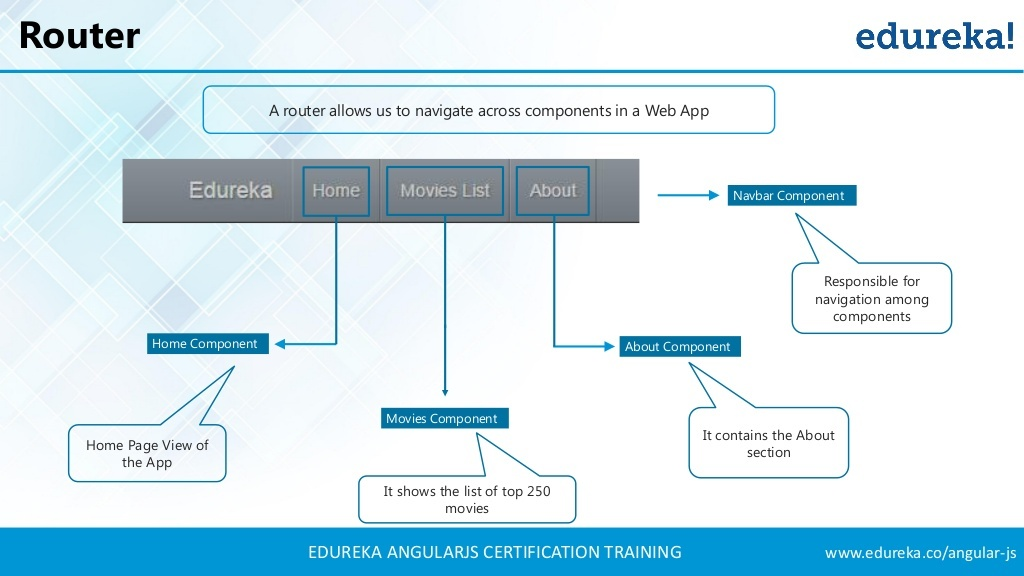 Router
edureka!
A router allows us to navigate across components in a Web App
Edureka
Home
Movies List
About
Navbar Component
Responsible for
navigation among
components
Home Component
About Component
Movies Component
Home Page View of
the App
It contains the About
section
It shows the list of top 250
movies
EDUREKA ANGULARJS CERTIFICATION TRAINING
www.edureka.co/angular-js